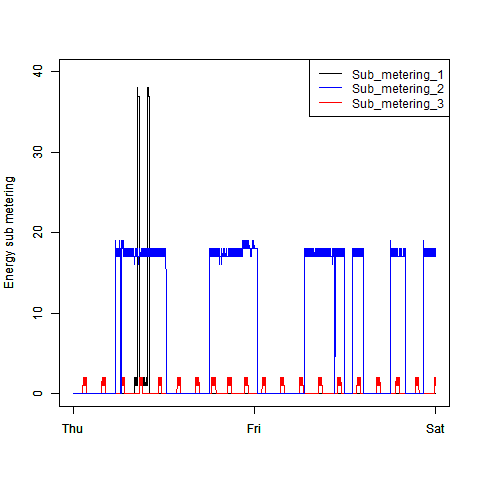 Energy sub metering
40
30
20
10
0
Thu
Fri
Sat
Sub_metering_1
Sub_metering_2
Sub_metering_3